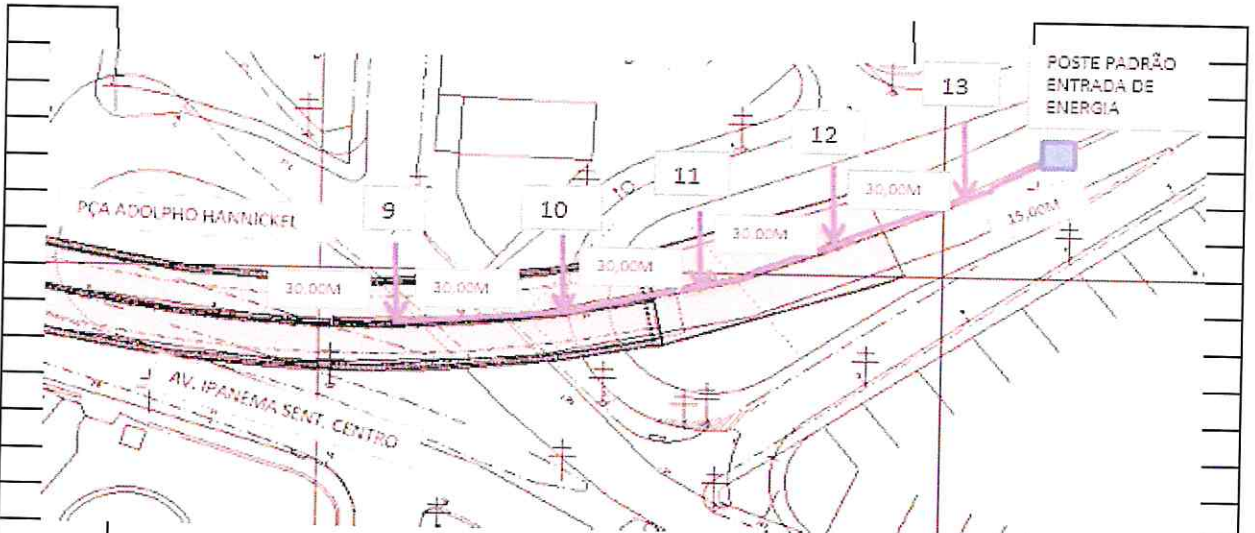 POSTE PADRÃO
ENTRADA DE
ENERGIA
13
12
11
30,00M
PÇA ADOLPHO HANNICKEL
9
10
15,00M
30,00M
30,00M
30,00M
30,00M
AV. IPANEMA SENT. CENTRO